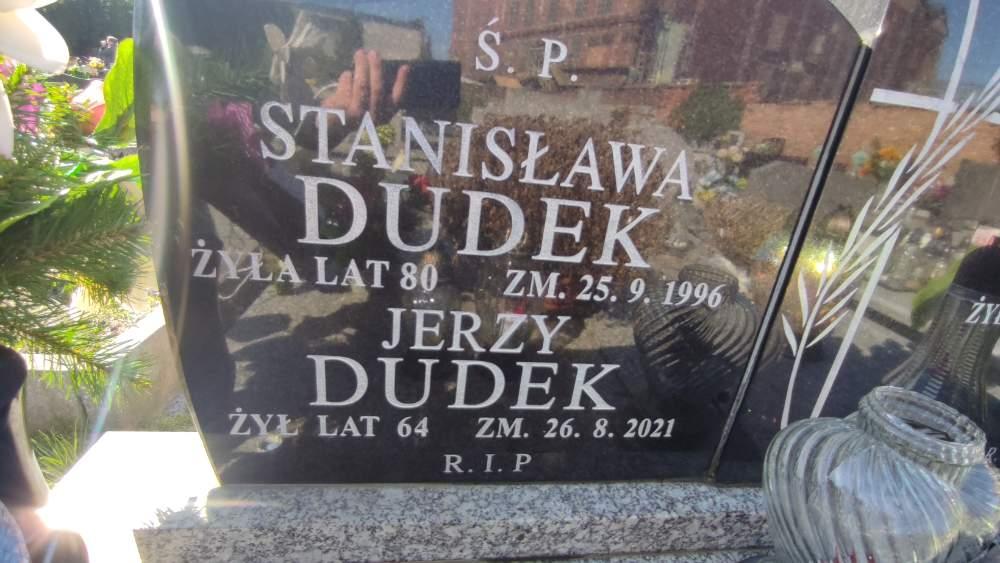 Ś. P.
STANISŁAWA
DUDEK
ŻYŁA LAT 80 ZM. 25. 9. 1996
JERZY
DUDEK
ŻYŁ LAT 64 ZM. 26. 8. 2021
R. I. P